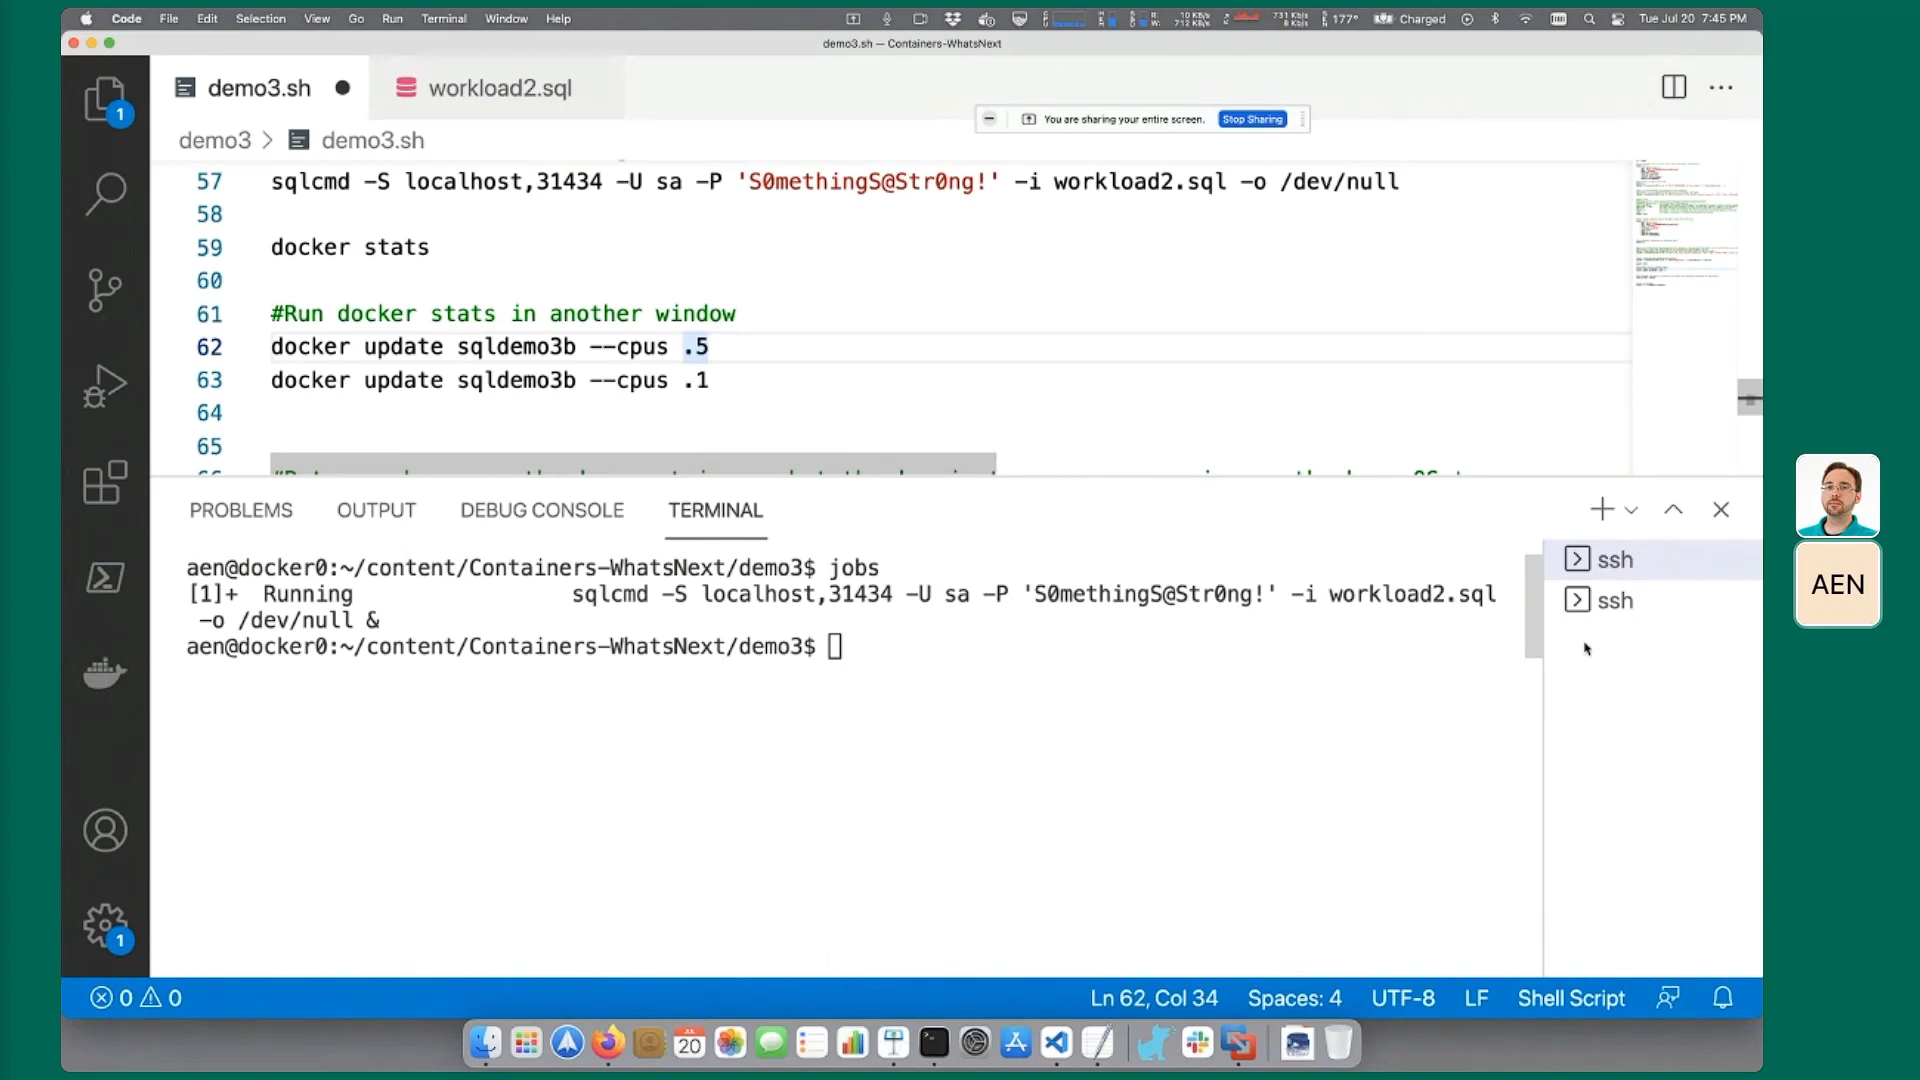 Code File Edit Selection View Go Run Terminal Window Help
177° Charged Tue Jul 20 7:45 PM
demo3.sh — Containers-WhatsNext
1
demo3.sh workload2.sql
You are sharing your entire screen. Stop Sharing
demo3 > demo3.sh
57 sqlcmd -S localhost,31434 -U sa -P 'S0methingS@Str0ng!' -i workload2.sql -o /dev/null
58
59 docker stats
60
61 #Run docker stats in another window
62 docker update sqldemo3b --cpus .5
63 docker update sqldemo3b --cpus .1
64
65
PROBLEMS OUTPUT DEBUG CONSOLE TERMINAL
aen@docker0:~/content/Containers-WhatsNext/demo3$ jobs
[1]+ Running sqlcmd -S localhost,31434 -U sa -P 'S0methingS@Str0ng!' -i workload2.sql
-o /dev/null &
aen@docker0:~/content/Containers-WhatsNext/demo3$
ssh
ssh
AEN
1
0 0 Ln 62, Col 34 Spaces: 4 UTF-8 LF Shell Script
JUL
20